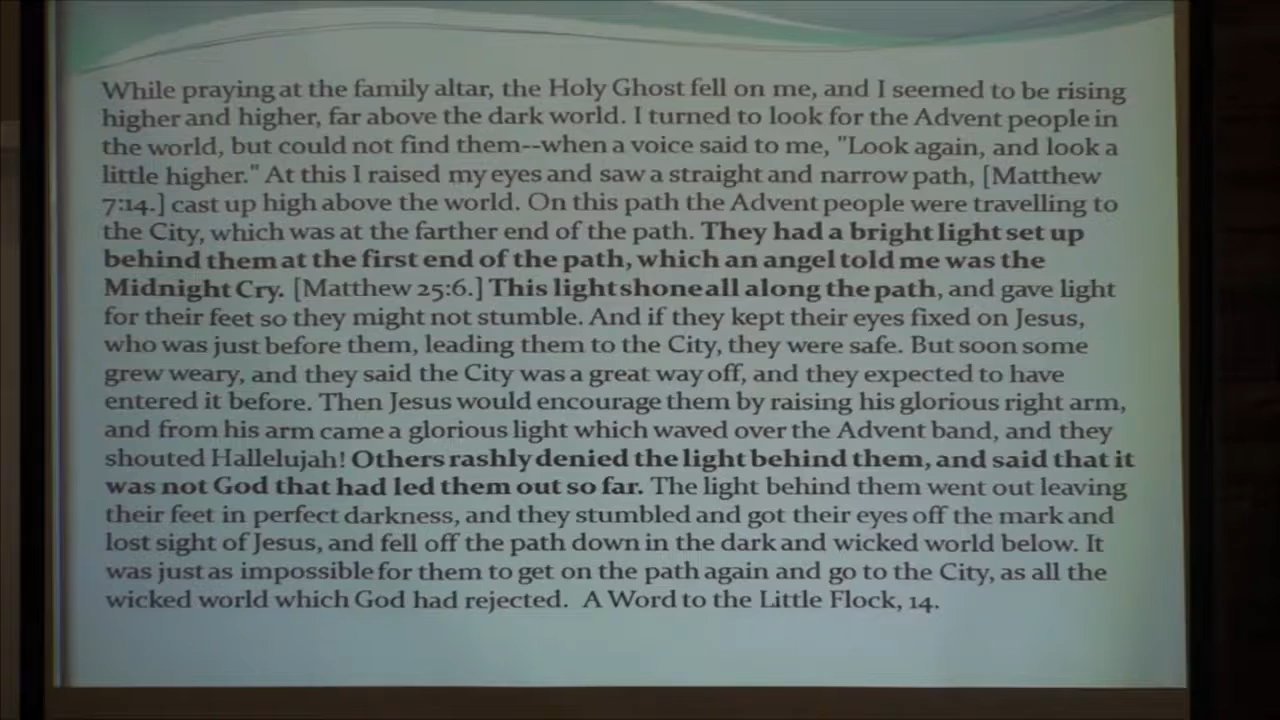 While praying at the family altar, the Holy Ghost fell on me, and I seemed to be rising
higher and higher, far above the dark world. I turned to look for the Advent people in
the world, but could not find them--when a voice said to me, "Look again, and look a
little higher." At this I raised my eyes and saw a straight and narrow path, [Matthew
7:14.] cast up high above the world. On this path the Advent people were travelling to
the City, which was at the farther end of the path. They had a bright light set up
behind them at the first end of the path, which an angel told me was the
Midnight Cry. [Matthew 25:6.] This light shone all along the path, and gave light
for their feet so they might not stumble. And if they kept their eyes fixed on Jesus,
who was just before them, leading them to the City, they were safe. But soon some
grew weary, and they said the City was a great way off, and they expected to have
entered it before. Then Jesus would encourage them by raising his glorious right arm,
and from his arm came a glorious light which waved over the Advent band, and they
shouted Hallelujah! Others rashly denied the light behind them, and said that it
was not God that had led them out so far. The light behind them went out leaving
their feet in perfect darkness, and they stumbled and got their eyes off the mark and
lost sight of Jesus, and fell off the path down in the dark and wicked world below. It
was just as impossible for them to get on the path again and go to the City, as all the
wicked world which God had rejected. A Word to the Little Flock, 14.